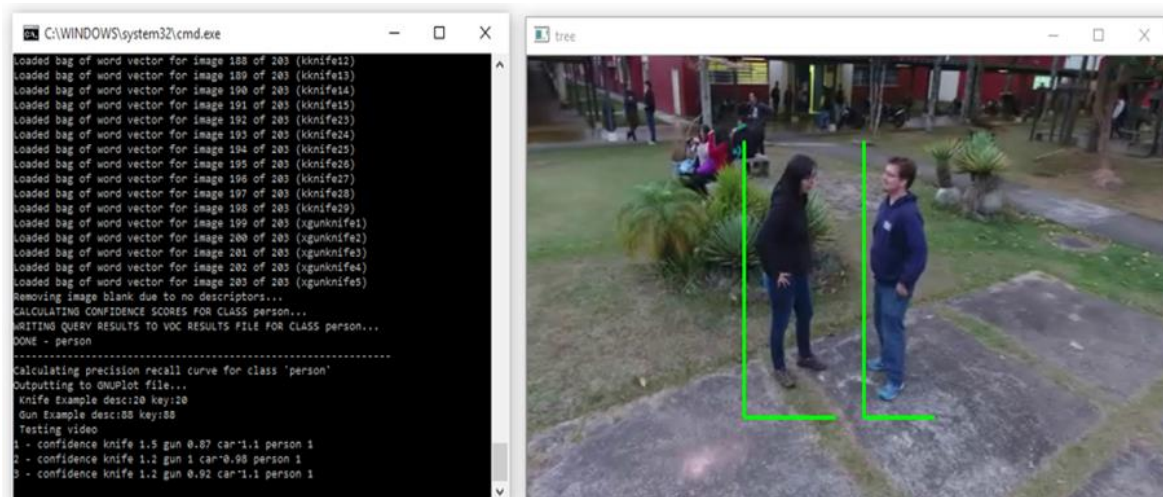 C:\WINDOWS\system32\cmd.exe
Loaded bag of word vector for image 188 of 203 (kknife12)
Loaded bag of word vector for image 189 of 203 (kknife13)
Loaded bag of word vector for image 190 of 203 (kknife14)
Loaded bag of word vector for image 191 of 203 (kknife15)
Loaded bag of word vector for image 192 of 203 (kknife23)
Loaded bag of word vector for image 193 of 203 (kknife24)
Loaded bag of word vector for image 194 of 203 (kknife25)
Loaded bag of word vector for image 195 of 203 (kknife26)
Loaded bag of word vector for image 196 of 203 (kknife27)
Loaded bag of word vector for image 197 of 203 (kknife28)
Loaded bag of word vector for image 198 of 203 (kknife29)
Loaded bag of word vector for image 199 of 203 (xgunknife1)
Loaded bag of word vector for image 200 of 203 (xgunknife2)
Loaded bag of word vector for image 201 of 203 (xgunknife3)
Loaded bag of word vector for image 202 of 203 (xgunknife4)
Loaded bag of word vector for image 203 of 203 (xgunknife5)
Removing image blank due to no descriptors...
CALCULATING CONFIDENCE SCORES FOR CLASS person...
WRITING QUERY RESULTS TO VOC RESULTS FILE FOR CLASS person...
DONE - person
---------------------------------------------------------------
Calculating precision recall curve for class 'person'
Outputting to GNUPlot file...
Knife Example desc:20 key:20
Gun Example desc:88 key:88
Testing video
1 - confidence knife 1.5 gun 0.87 car~1.1 person 1
2 - confidence knife 1.2 gun 1 car~0.98 person 1
3 - confidence knife 1.2 gun 0.92 car~1.1 person 1
tree